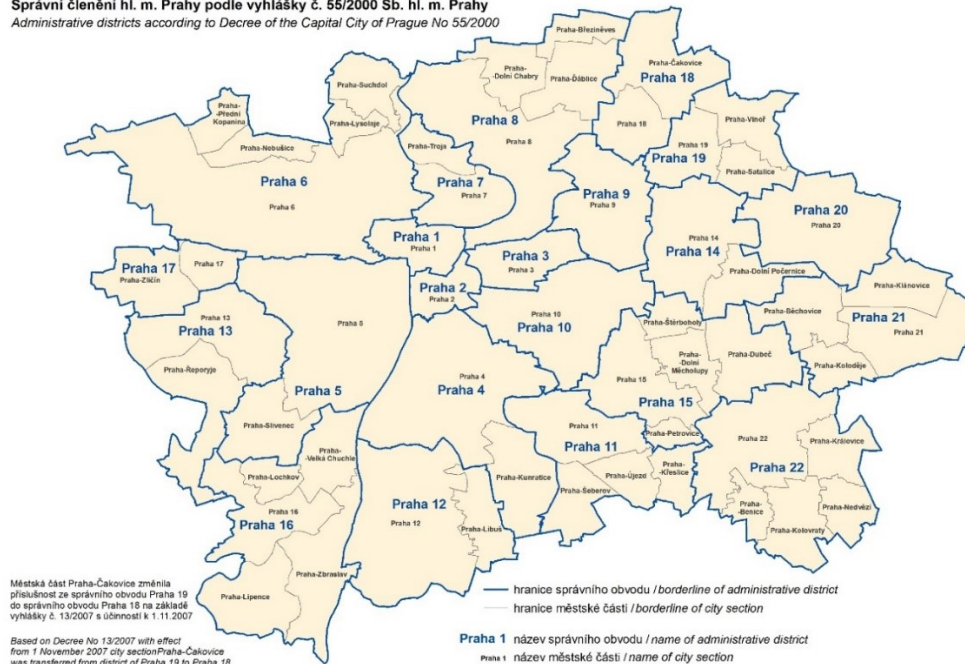 Správní členění hl. m. Prahy podle vyhlášky č. 55/2000 Sb. hl. m. Prahy
Administrative districts according to Decree of the Capital City of Prague No 55/2000
Praha-Březiněves
Praha-
-Dolní Chabry
Praha-Ďáblice
Praha-Čakovice
Praha 18
Praha-Suchdol
Praha-
-Přední
Kopanina
Praha-Lysolaje
Praha 8
Praha 8
Praha 18
Praha-Vinoř
Praha-Nebušice
Praha-Troja
Praha 19
Praha 19
Praha-Satalice
Praha 6
Praha 6
Praha 7
Praha 7
Praha 9
Praha 9
Praha 20
Praha 20
Praha 1
Praha 1
Praha 14
Praha 14
Praha 3
Praha 3
Praha 17
Praha 17
Praha-Zličín
Praha-Dolní Počernice
Praha 2
Praha 2
Praha-Klánovice
Praha 13
Praha 13
Praha 5
Praha 10
Praha 10
Praha-Štěrboholy
Praha-Běchovice
Praha 21
Praha 21
Praha-Řeporyje
Praha-
-Dolní
Měcholupy
Praha-Dubeč
Praha-Koloděje
Praha 5
Praha 4
Praha 4
Praha 15
Praha 15
Praha-Slivenec
Praha 11
Praha 11
Praha-Petrovice
Praha 22
Praha 22
Praha-Královice
Praha-
-Velká Chuchle
Praha-Lochkov
Praha-Kunratice
Praha-Šeberov
Praha-Újezd
Praha-
-Křeslice
Praha 12
Praha 12
Praha 16
Praha 16
Praha-
-Benice
Praha-Nedvězí
Praha-Libuš
Praha-Kolovraty
Praha-Zbraslav
Praha-Lipence
Městská část Praha-Čakovice změnila
příslušnost ze správního obvodu Praha 19
do správního obvodu Praha 18 na základě
vyhlášky č. 13/2007 s účinností k 1.11.2007
Based on Decree No 13/2007 with effect
from 1 November 2007 city sectionPraha-Čakovice
was transferred from district of Praha 19 to Praha 18
hranice správního obvodu / borderline of administrative district
hranice městské části / borderline of city section
Praha 1 název správního obvodu / name of administrative district
Praha 1 název městské části / name of city section